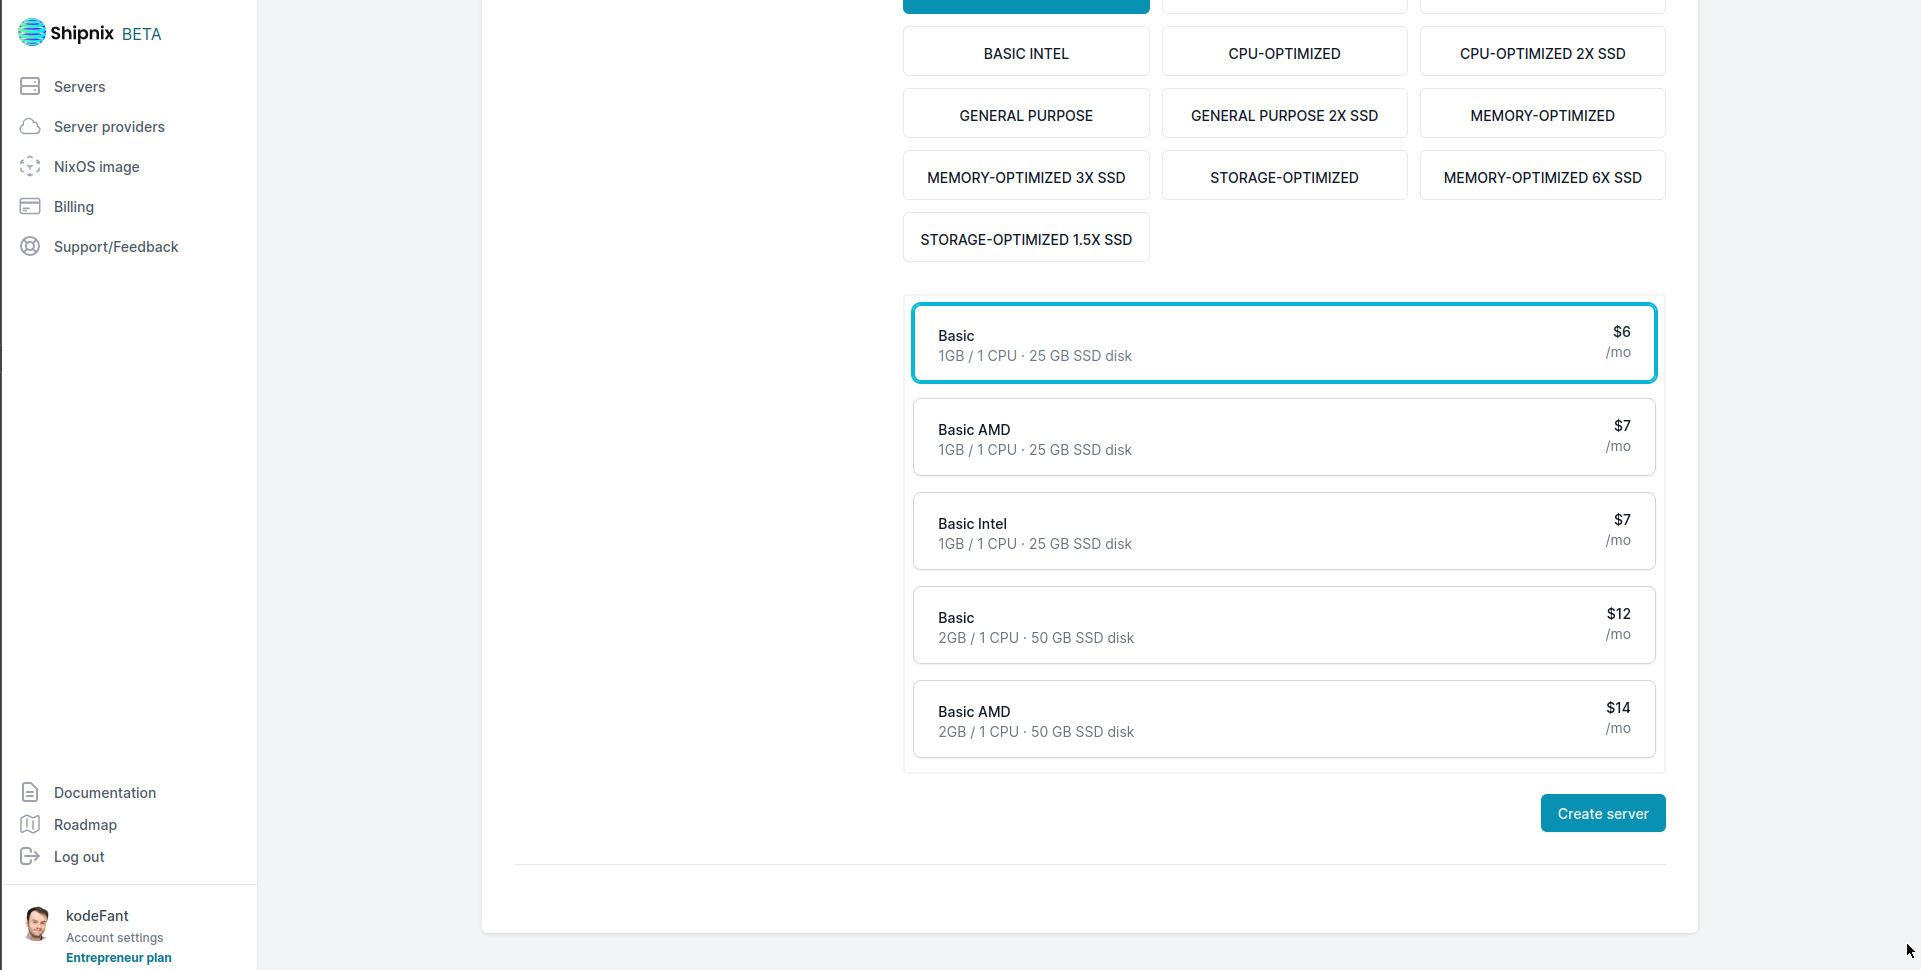 Shipnix BETA
Servers
Server providers
NixOS image
Billing
Support/Feedback
Documentation
Roadmap
Log out
kodeFant
Account settings
Entrepreneur plan
BASIC INTEL
CPU-OPTIMIZED
CPU-OPTIMIZED 2X SSD
GENERAL PURPOSE
GENERAL PURPOSE 2X SSD
MEMORY-OPTIMIZED
MEMORY-OPTIMIZED 3X SSD
STORAGE-OPTIMIZED
MEMORY-OPTIMIZED 6X SSD
STORAGE-OPTIMIZED 1.5X SSD
Basic
1GB / 1 CPU · 25 GB SSD disk
$6
/mo
Basic AMD
1GB / 1 CPU · 25 GB SSD disk
$7
/mo
Basic Intel
1GB / 1 CPU · 25 GB SSD disk
$7
/mo
Basic
2GB / 1 CPU · 50 GB SSD disk
$12
/mo
Basic AMD
2GB / 1 CPU · 50 GB SSD disk
$14
/mo
Create server